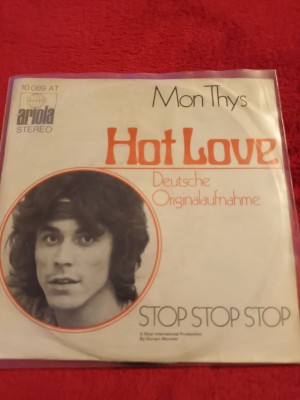 10 089 AT
ariola
STEREO
Mon Thys
Hot Love
Deutsche
Originalaufnahme
STOP STOP STOP